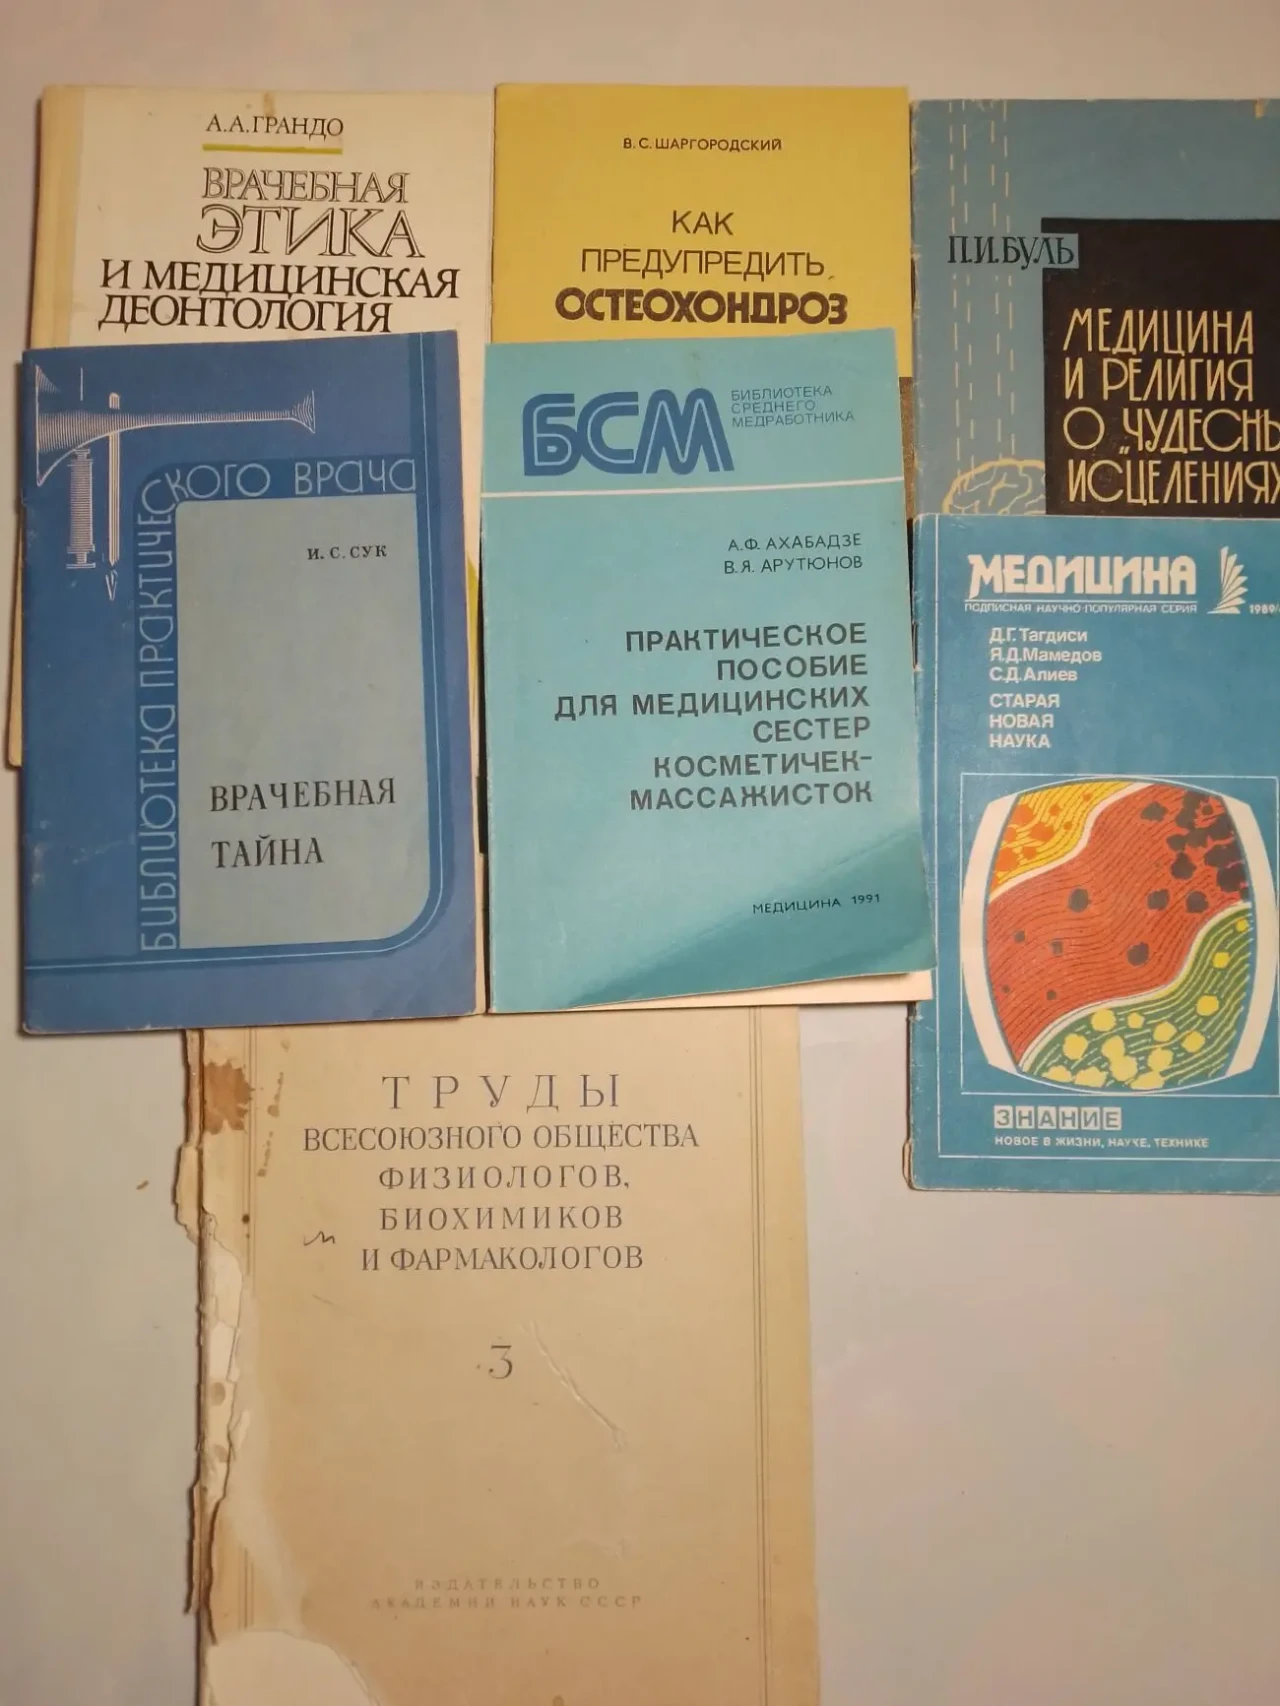 А.А.ГРАНДО
ВРАЧЕБНАЯ
ЭТИКА
И МЕДИЦИНСКАЯ
ДЕОНТОЛОГИЯ
В.С.ШАРГОРОДСКИЙ
КАК
ПРЕДУПРЕДИТЬ
ОСТЕОХОНДРОЗ
П.И.БУЛЬ
МЕДИЦИНА
И РЕЛИГИЯ
О „ЧУДЕСНЫ
ИСЦЕЛЕНИЯХ
БИБЛИОТЕКА ПРАКТИЧЕСКОГО ВРАЧА
И. С. СУК
ВРАЧЕБНАЯ
ТАЙНА
БСМ
БИБЛИОТЕКА
СРЕДНЕГО
МЕДРАБОТНИКА
А.Ф. АХАБАДЗЕ
В.Я. АРУТЮНОВ
ПРАКТИЧЕСКОЕ
ПОСОБИЕ
ДЛЯ МЕДИЦИНСКИХ
СЕСТЕР
КОСМЕТИЧЕК-
МАССАЖИСТОК
МЕДИЦИНА 1991
МЕДИЦИНА
ПОДПИСНАЯ НАУЧНО-ПОПУЛЯРНАЯ СЕРИЯ
1989/
Д.Г.Тагдиси
Я.Д.Мамедов
С.Д.Алиев
СТАРАЯ
НОВАЯ
НАУКА
ЗНАНИЕ
НОВОЕ В ЖИЗНИ, НАУКЕ, ТЕХНИКЕ
ТРУДЫ
ВСЕСОЮЗНОГО ОБЩЕСТВА
ФИЗИОЛОГОВ,
БИОХИМИКОВ
И ФАРМАКОЛОГОВ
3
ИЗДАТЕЛЬСТВО
АКАДЕМИИ НАУК СССР